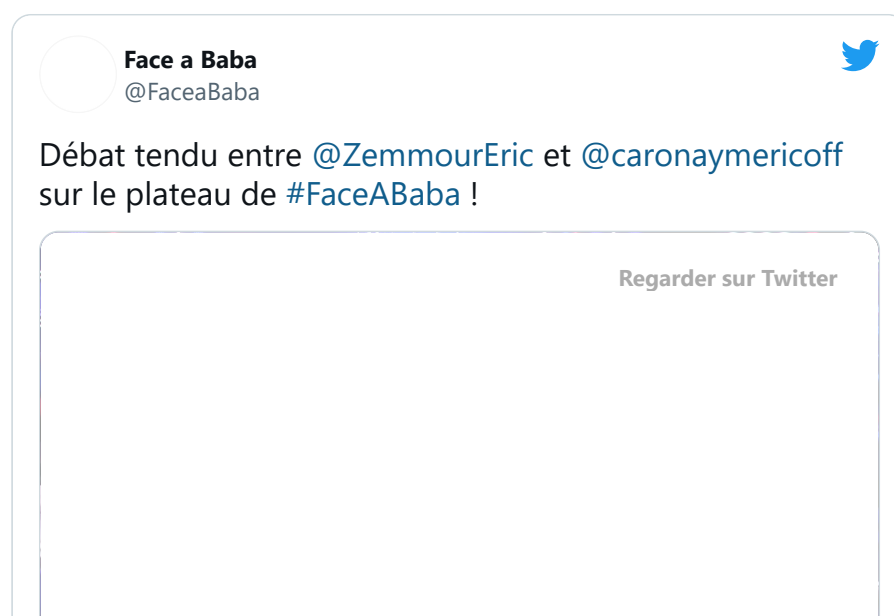 Face a Baba
@FaceaBaba
Débat tendu entre @ZemmourEric et @caronaymericoff
sur le plateau de #FaceABaba !
Regarder sur Twitter